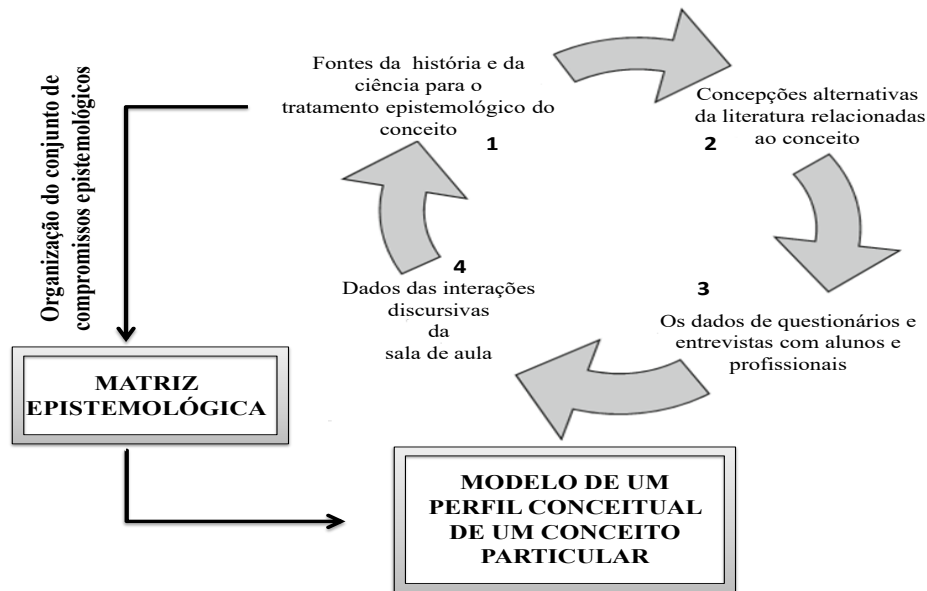 Organização do conjunto de
compromissos epistemológicos
Fontes da história e da
ciência para o
tratamento epistemológico do
conceito
1
Concepções alternativas
da literatura relacionadas
ao conceito
2
3
Os dados de questionários e
entrevistas com alunos e
profissionais
4
Dados das interações
discursivas
da
sala de aula
MATRIZ
EPISTEMOLÓGICA
MODELO DE UM
PERFIL CONCEITUAL
DE UM CONCEITO
PARTICULAR